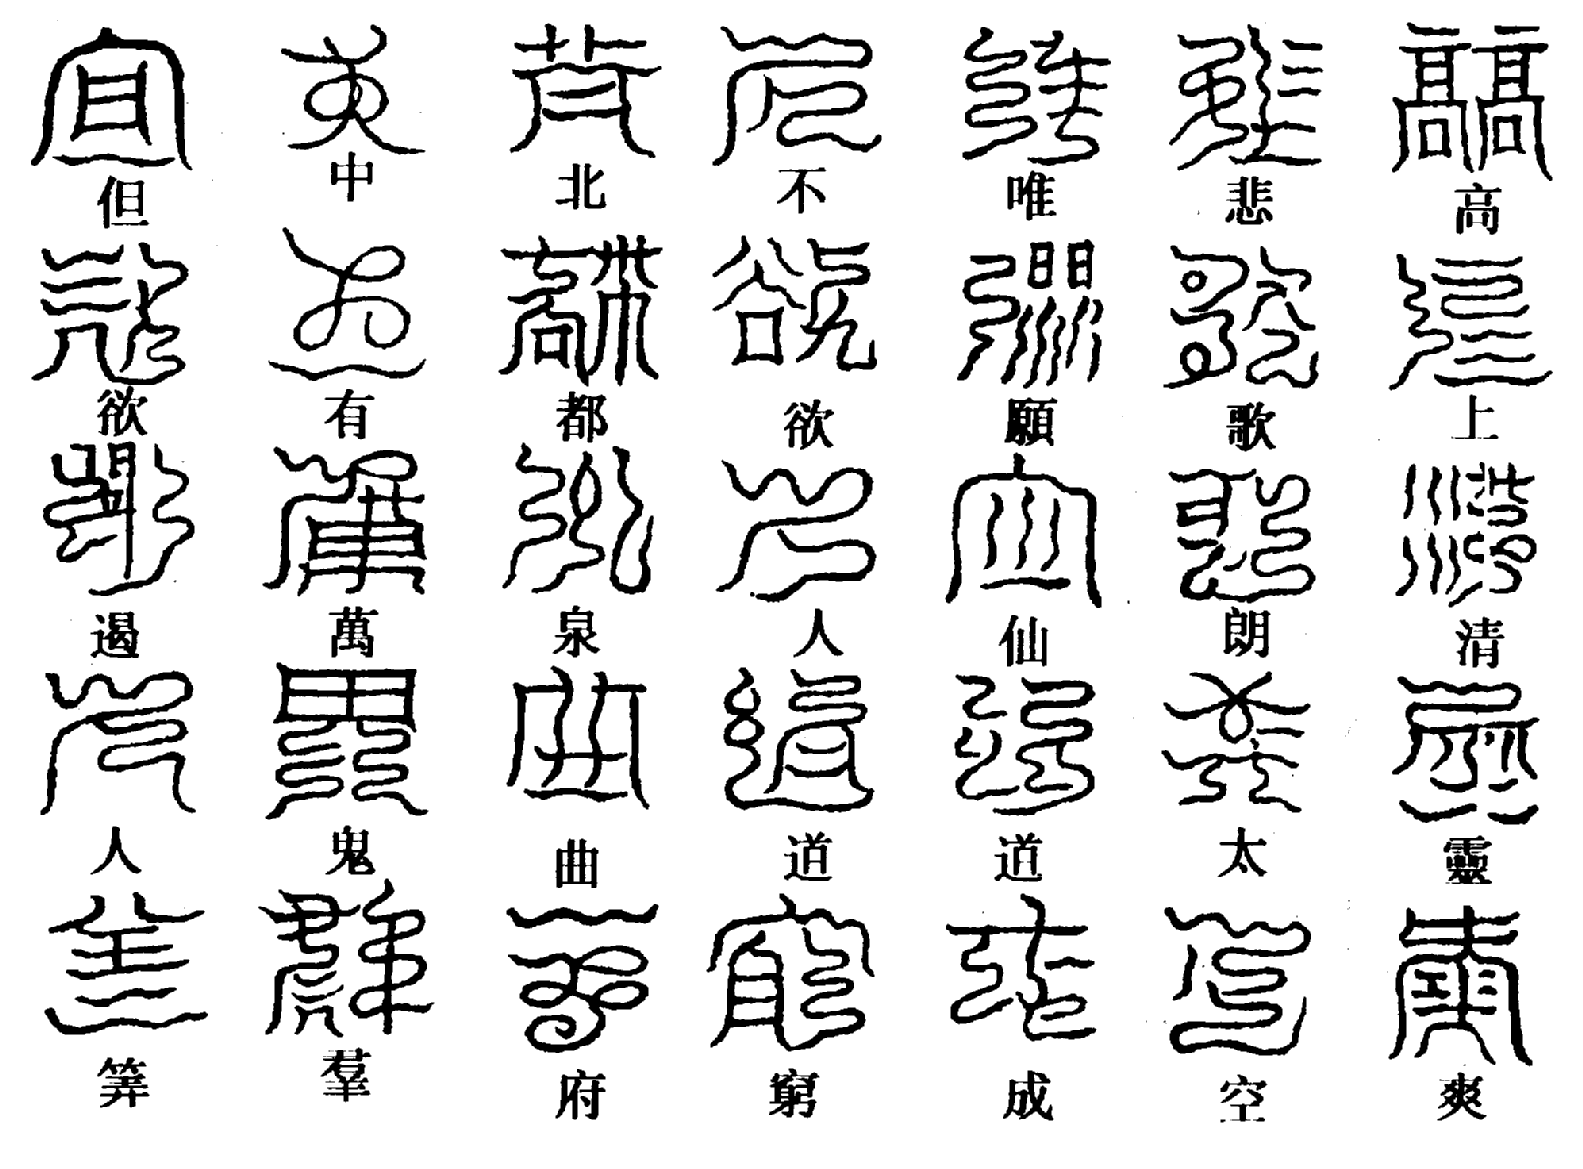 高上清靈爽
悲歌朗太空
唯願仙道成
不欲人道窮
北都泉曲府
中有萬鬼羣
但欲遏人筭